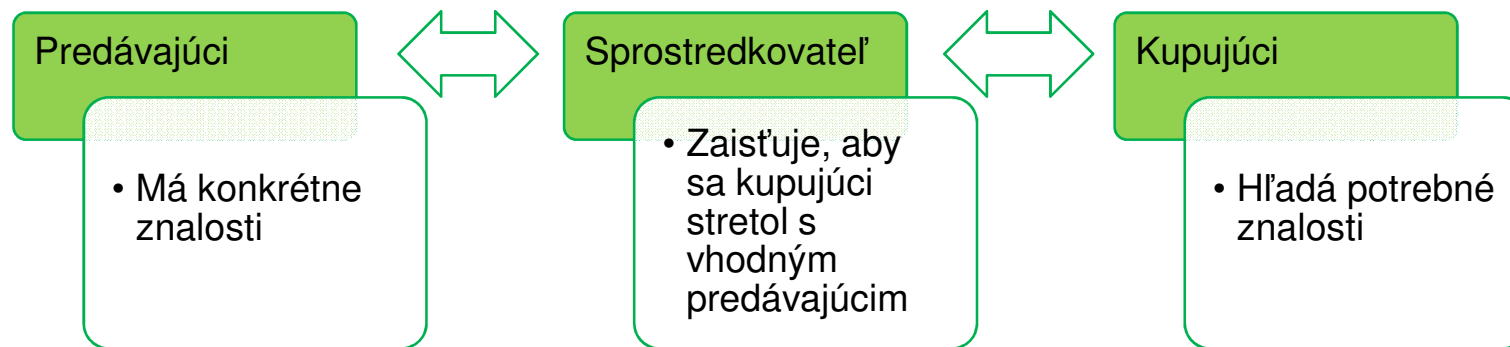 Predávajúci
• Má konkrétne
znalosti
Sprostredkovateľ
• Zaisťuje, aby
sa kupujúci
stretol s
vhodným
predávajúcim
Kupujúci
• Hľadá potrebné
znalosti